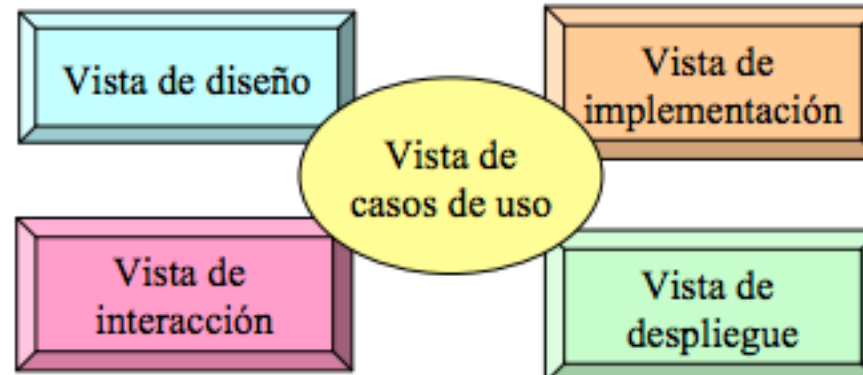 Vista de diseño
Vista de
implementación
Vista de
casos de uso
Vista de
interacción
Vista de
despliegue